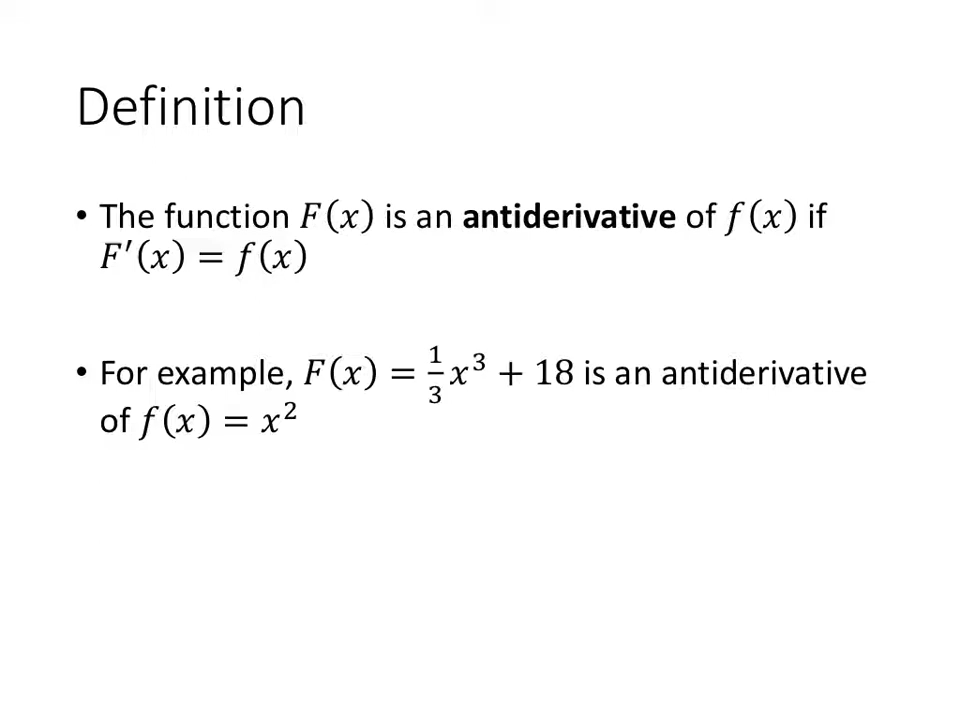 Definition
• The function 𝐹(𝑥) is an antiderivative of 𝑓(𝑥) if
𝐹′(𝑥) = 𝑓(𝑥)
• For example, 𝐹(𝑥) = 1/3 𝑥³ + 18 is an antiderivative
of 𝑓(𝑥) = 𝑥²